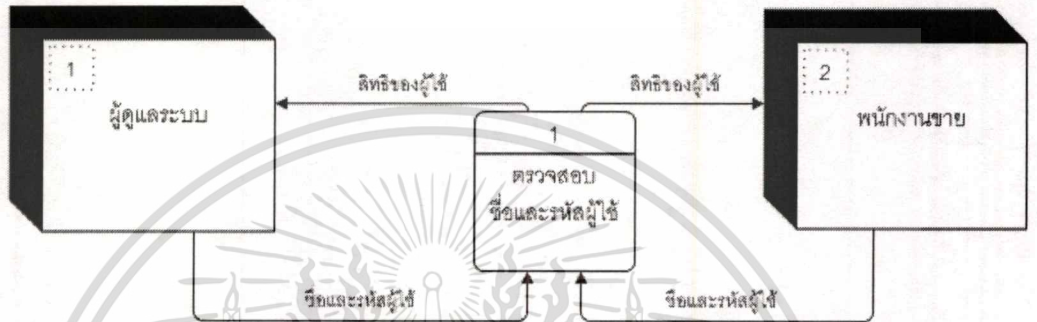 สิทธิของผู้ใช้ สิทธิของผู้ใช้
1
ผู้ดูแลระบบ
1
ตรวจสอบ
ชื่อและรหัสผู้ใช้
2
พนักงานขาย
ชื่อและรหัสผู้ใช้ ชื่อและรหัสผู้ใช้